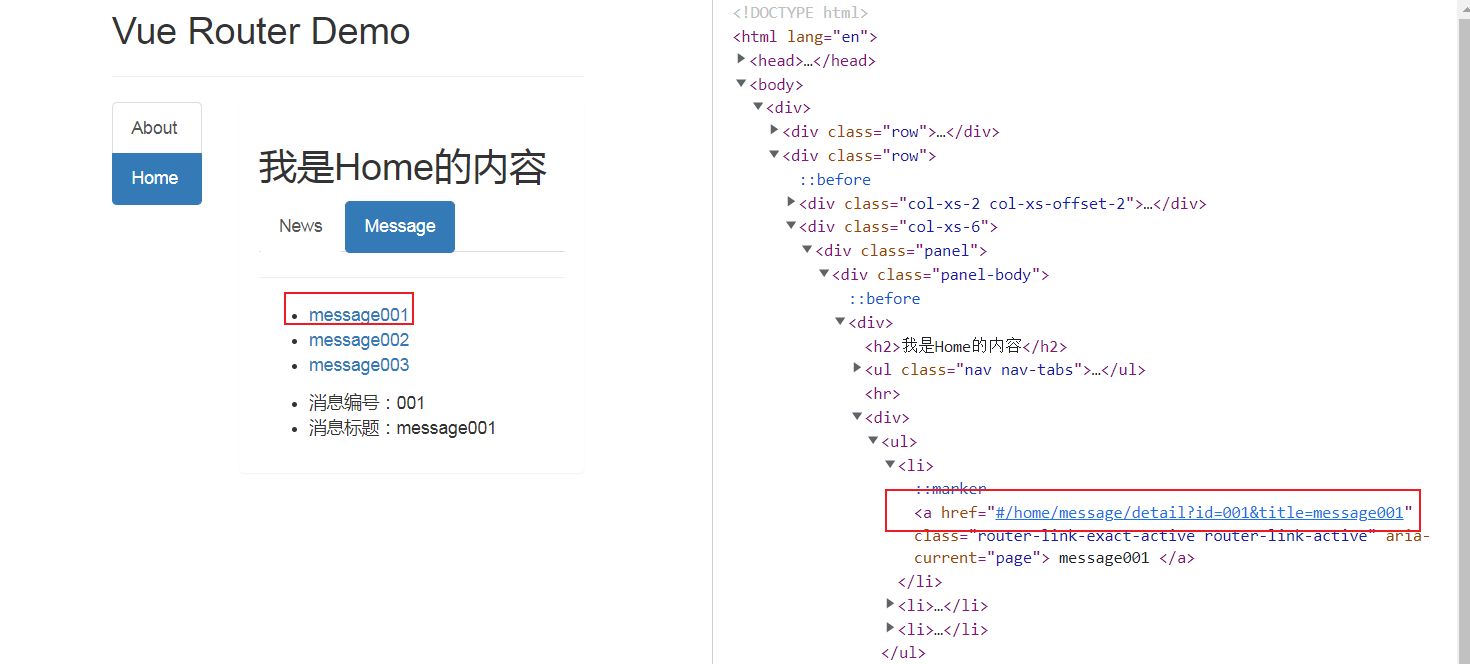 Vue Router Demo
About
Home
我是Home的内容
News
Message
message001
message002
message003
消息编号：001
消息标题：message001
<!DOCTYPE html>
<html lang="en">
<head>…</head>
<body>
<div>
<div class="row">…</div>
<div class="row">
::before
<div class="col-xs-2 col-xs-offset-2">…</div>
<div class="col-xs-6">
<div class="panel">
<div class="panel-body">
::before
<div>
<h2>我是Home的内容</h2>
<ul class="nav nav-tabs">…</ul>
<hr>
<div>
<ul>
<li>
::marker
<a href="#/home/message/detail?id=001&title=message001"
class="router-link-exact-active router-link-active" aria-
current="page"> message001 </a>
</li>
<li>…</li>
<li>…</li>
</ul>